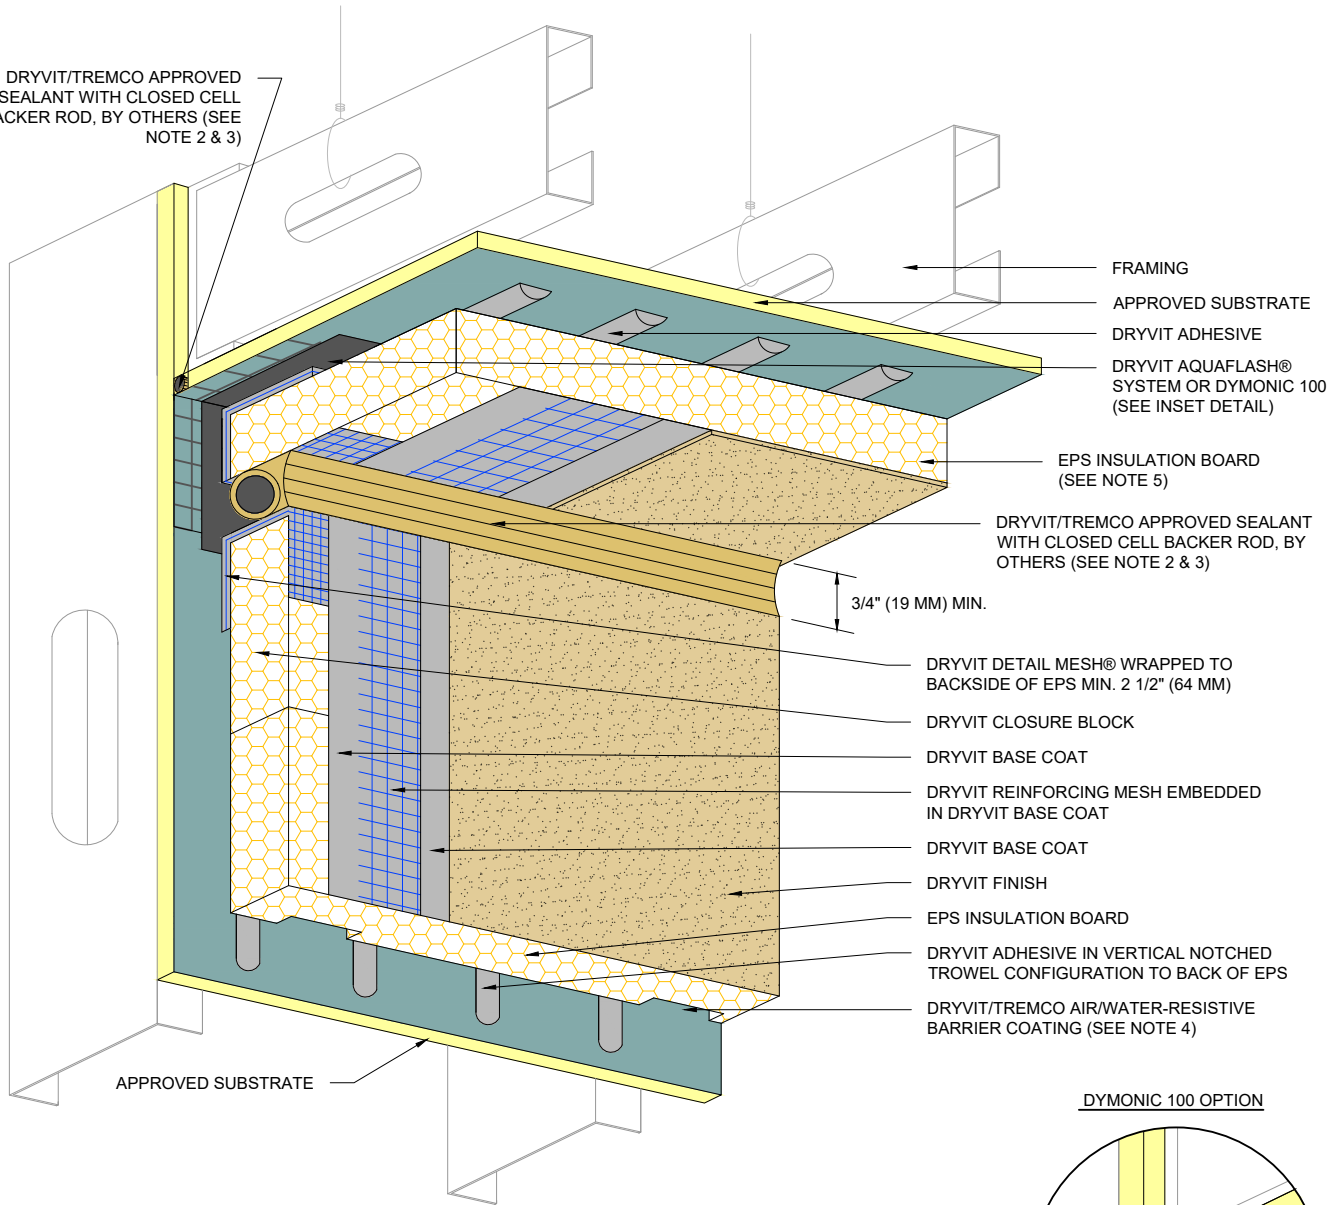 DRYVIT/TREMCO APPROVED
SEALANT WITH CLOSED CELL
ACKER ROD, BY OTHERS (SEE
NOTE 2 & 3)
FRAMING
APPROVED SUBSTRATE
DRYVIT ADHESIVE
DRYVIT AQUAFLASH®
SYSTEM OR DYMONIC 100
(SEE INSET DETAIL)
EPS INSULATION BOARD
(SEE NOTE 5)
DRYVIT/TREMCO APPROVED SEALANT
WITH CLOSED CELL BACKER ROD, BY
OTHERS (SEE NOTE 2 & 3)
3/4" (19 MM) MIN.
DRYVIT DETAIL MESH® WRAPPED TO
BACKSIDE OF EPS MIN. 2 1/2" (64 MM)
DRYVIT CLOSURE BLOCK
DRYVIT BASE COAT
DRYVIT REINFORCING MESH EMBEDDED
IN DRYVIT BASE COAT
DRYVIT BASE COAT
DRYVIT FINISH
EPS INSULATION BOARD
DRYVIT ADHESIVE IN VERTICAL NOTCHED
TROWEL CONFIGURATION TO BACK OF EPS
DRYVIT/TREMCO AIR/WATER-RESISTIVE
BARRIER COATING (SEE NOTE 4)
APPROVED SUBSTRATE
DYMONIC 100 OPTION